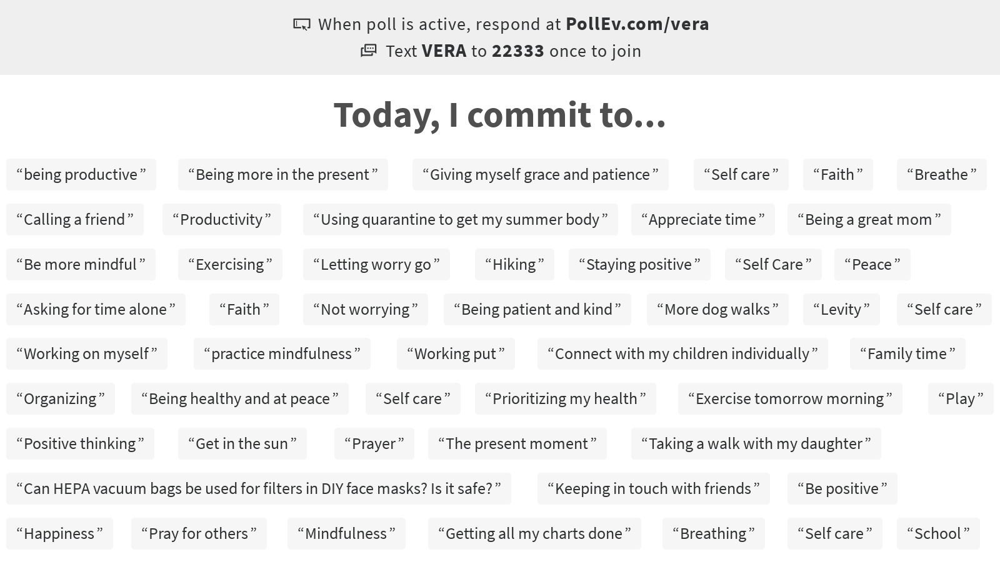 When poll is active, respond at PollEv.com/vera
Text VERA to 22333 once to join
Today, I commit to...
“being productive” “Being more in the present” “Giving myself grace and patience” “Self care” “Faith” “Breathe”
“Calling a friend” “Productivity” “Using quarantine to get my summer body” “Appreciate time” “Being a great mom”
“Be more mindful” “Exercising” “Letting worry go” “Hiking” “Staying positive” “Self Care” “Peace”
“Asking for time alone” “Faith” “Not worrying” “Being patient and kind” “More dog walks” “Levity” “Self care”
“Working on myself” “practice mindfulness” “Working put” “Connect with my children individually” “Family time”
“Organizing” “Being healthy and at peace” “Self care” “Prioritizing my health” “Exercise tomorrow morning” “Play”
“Positive thinking” “Get in the sun” “Prayer” “The present moment” “Taking a walk with my daughter”
“Can HEPA vacuum bags be used for filters in DIY face masks? Is it safe?” “Keeping in touch with friends” “Be positive”
“Happiness” “Pray for others” “Mindfulness” “Getting all my charts done” “Breathing” “Self care” “School”